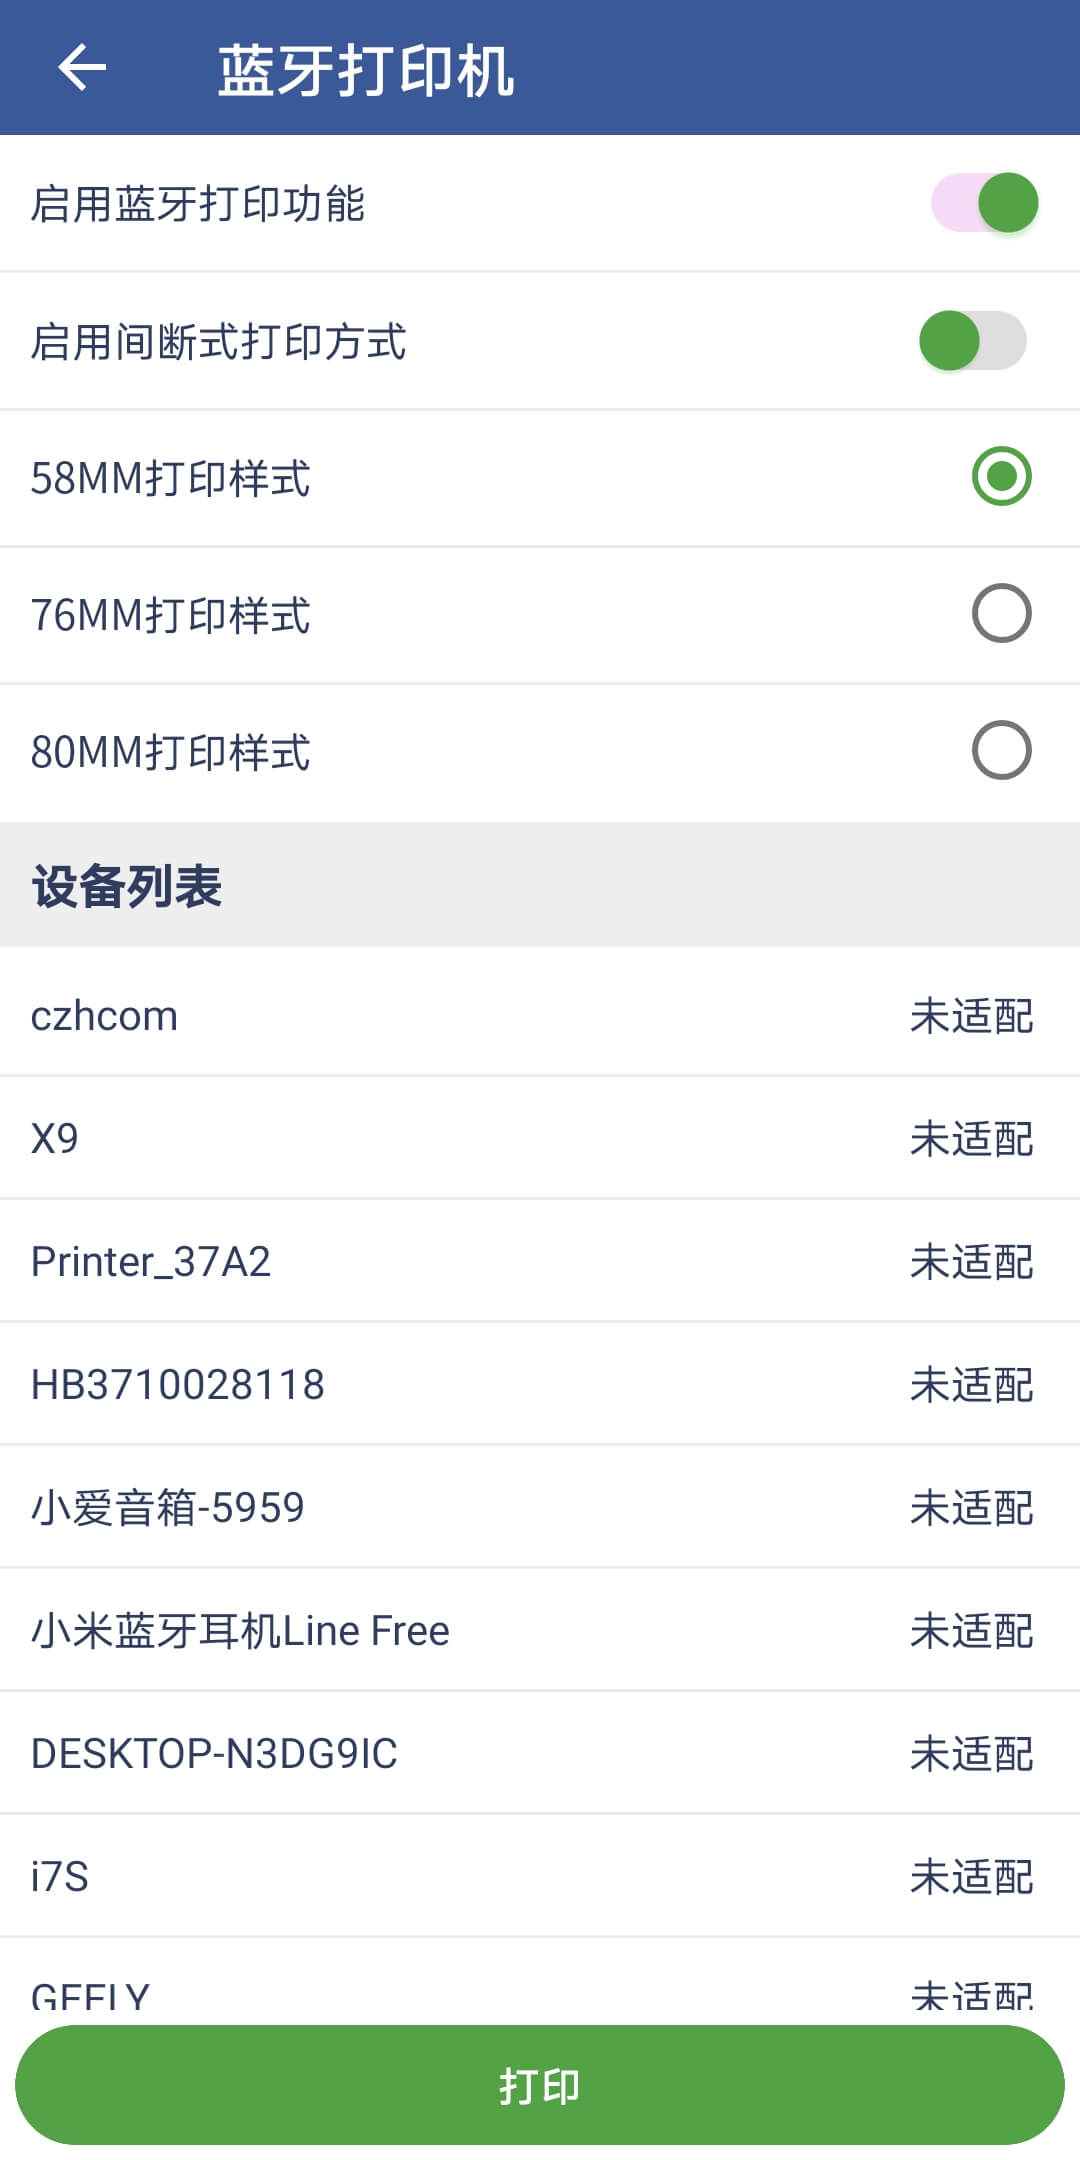 蓝牙打印机
启用蓝牙打印功能
启用间断式打印方式
58MM打印样式
76MM打印样式
80MM打印样式
设备列表
czhcom 未适配
X9 未适配
Printer_37A2 未适配
HB3710028118 未适配
小爱音箱-5959 未适配
小米蓝牙耳机Line Free 未适配
DESKTOP-N3DG9IC 未适配
i7S 未适配
GEELY 未适配
打印